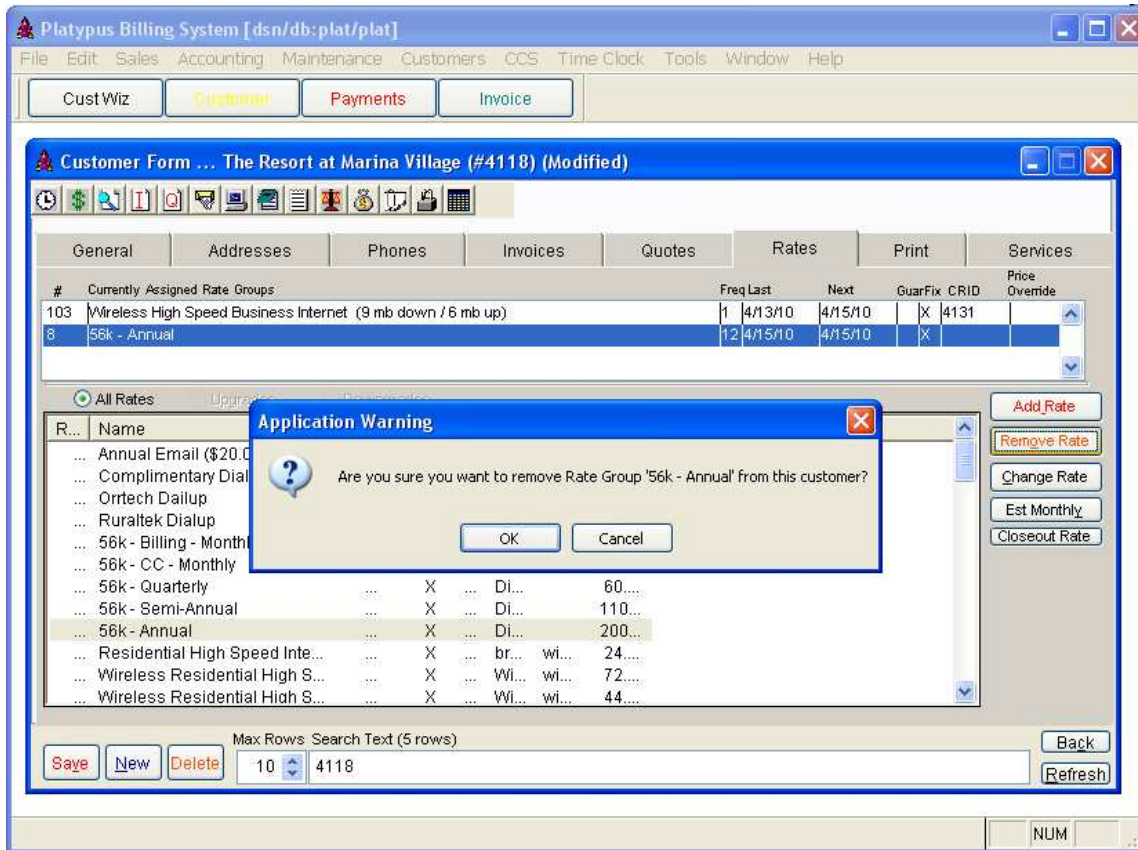 Platypus Billing System [dsn/db:plat/plat]
File Edit Sales Accounting Maintenance Customers CCS Time Clock Tools Window Help
Cust Wiz Customer Payments Invoice
Customer Form ... The Resort at Marina Village (#4118) (Modified)
General Addresses Phones Invoices Quotes Rates Print Services
# Currently Assigned Rate Groups Freq Last Next Guar Fix CRID Price Override
103 Wireless High Speed Business Internet (9 mb down / 6 mb up) 1 4/13/10 4/15/10 X 4131
8 56k - Annual 12 4/15/10 4/15/10 X
All Rates
Add Rate
R... Name
Application Warning
Remove Rate
... Annual Email ($20.0
... Complimentary Dial
Are you sure you want to remove Rate Group '56k - Annual' from this customer?
Change Rate
... Orrtech Dailup
... Ruraltek Dialup
Est Monthly
... 56k - Billing - Monthl
OK Cancel
Closeout Rate
... 56k - CC - Monthly
... 56k - Quarterly ... X ... Di... 60....
... 56k - Semi-Annual ... X ... Di... 110...
... 56k - Annual ... X ... Di... 200...
... Residential High Speed Inte... ... X ... br... wi... 24....
... Wireless Residential High S... ... X ... Wi... wi... 72....
... Wireless Residential High S... ... X ... Wi... wi... 44....
Max Rows Search Text (5 rows)
Save New Delete 10 4118
Back
Refresh
NUM